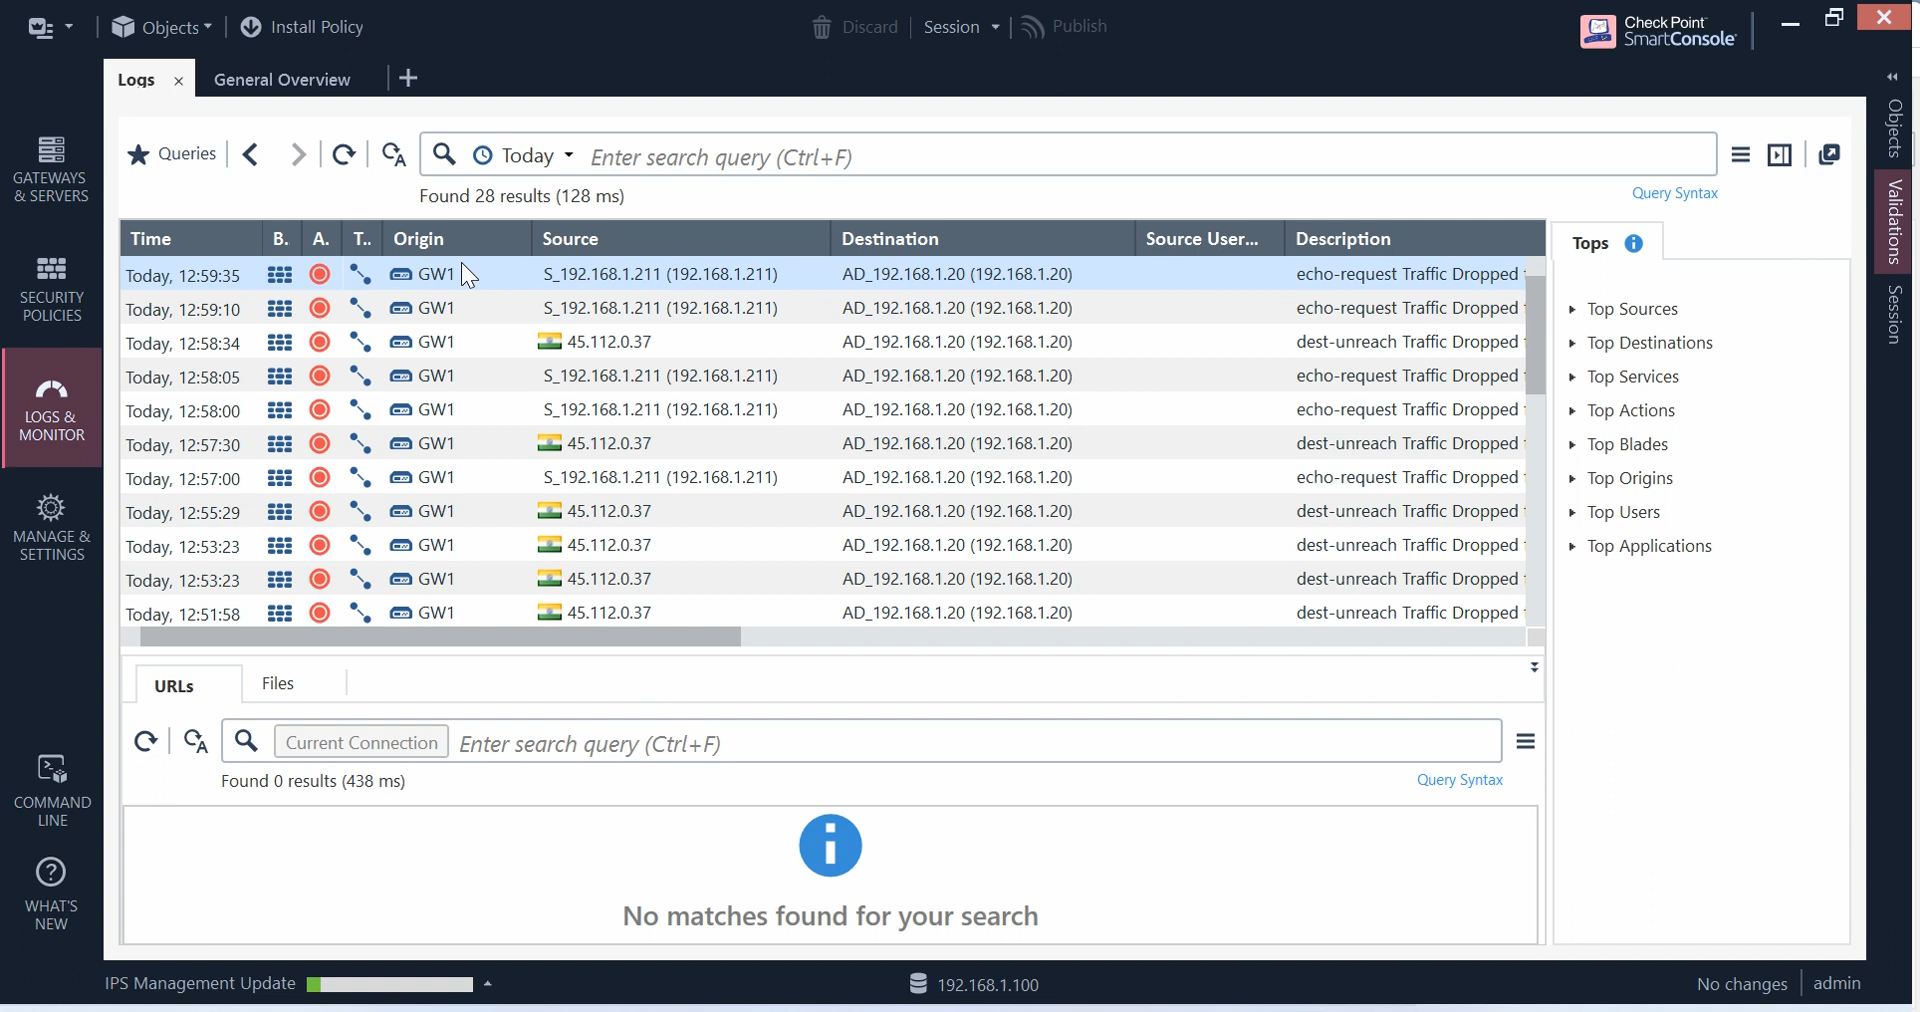 Objects
Install Policy
Discard
Session
Publish
Check Point
SmartConsole
Logs
General Overview
GATEWAYS
& SERVERS
SECURITY
POLICIES
LOGS &
MONITOR
MANAGE &
SETTINGS
COMMAND
LINE
WHAT'S
NEW
Queries
Today
Enter search query (Ctrl+F)
Found 28 results (128 ms)
Query Syntax
Time B. A. T.. Origin Source Destination Source User... Description
Today, 12:59:35 GW1 S_192.168.1.211 (192.168.1.211) AD_192.168.1.20 (192.168.1.20) echo-request Traffic Dropped
Today, 12:59:10 GW1 S_192.168.1.211 (192.168.1.211) AD_192.168.1.20 (192.168.1.20) echo-request Traffic Dropped
Today, 12:58:34 GW1 45.112.0.37 AD_192.168.1.20 (192.168.1.20) dest-unreach Traffic Dropped
Today, 12:58:05 GW1 S_192.168.1.211 (192.168.1.211) AD_192.168.1.20 (192.168.1.20) echo-request Traffic Dropped
Today, 12:58:00 GW1 S_192.168.1.211 (192.168.1.211) AD_192.168.1.20 (192.168.1.20) echo-request Traffic Dropped
Today, 12:57:30 GW1 45.112.0.37 AD_192.168.1.20 (192.168.1.20) dest-unreach Traffic Dropped
Today, 12:57:00 GW1 S_192.168.1.211 (192.168.1.211) AD_192.168.1.20 (192.168.1.20) echo-request Traffic Dropped
Today, 12:55:29 GW1 45.112.0.37 AD_192.168.1.20 (192.168.1.20) dest-unreach Traffic Dropped
Today, 12:53:23 GW1 45.112.0.37 AD_192.168.1.20 (192.168.1.20) dest-unreach Traffic Dropped
Today, 12:53:23 GW1 45.112.0.37 AD_192.168.1.20 (192.168.1.20) dest-unreach Traffic Dropped
Today, 12:51:58 GW1 45.112.0.37 AD_192.168.1.20 (192.168.1.20) dest-unreach Traffic Dropped
Tops
Top Sources
Top Destinations
Top Services
Top Actions
Top Blades
Top Origins
Top Users
Top Applications
Objects
Validations
Session
URLs
Files
Current Connection
Enter search query (Ctrl+F)
Found 0 results (438 ms)
Query Syntax
No matches found for your search
IPS Management Update
192.168.1.100
No changes
admin